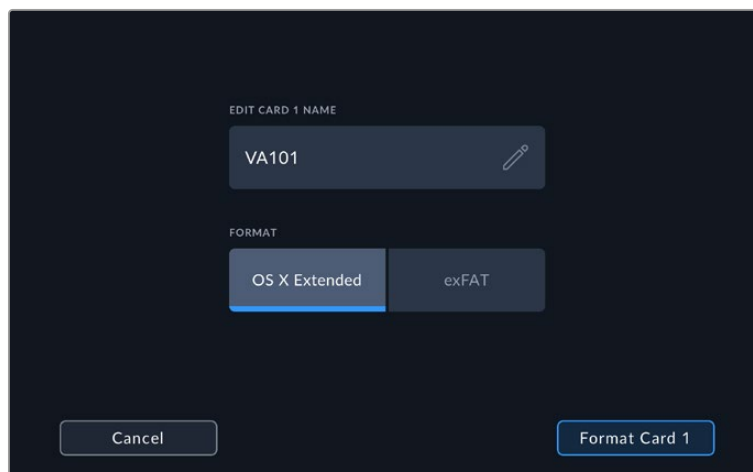 EDIT CARD 1 NAME
VA101
FORMAT
OS X Extended exFAT
Cancel Format Card 1